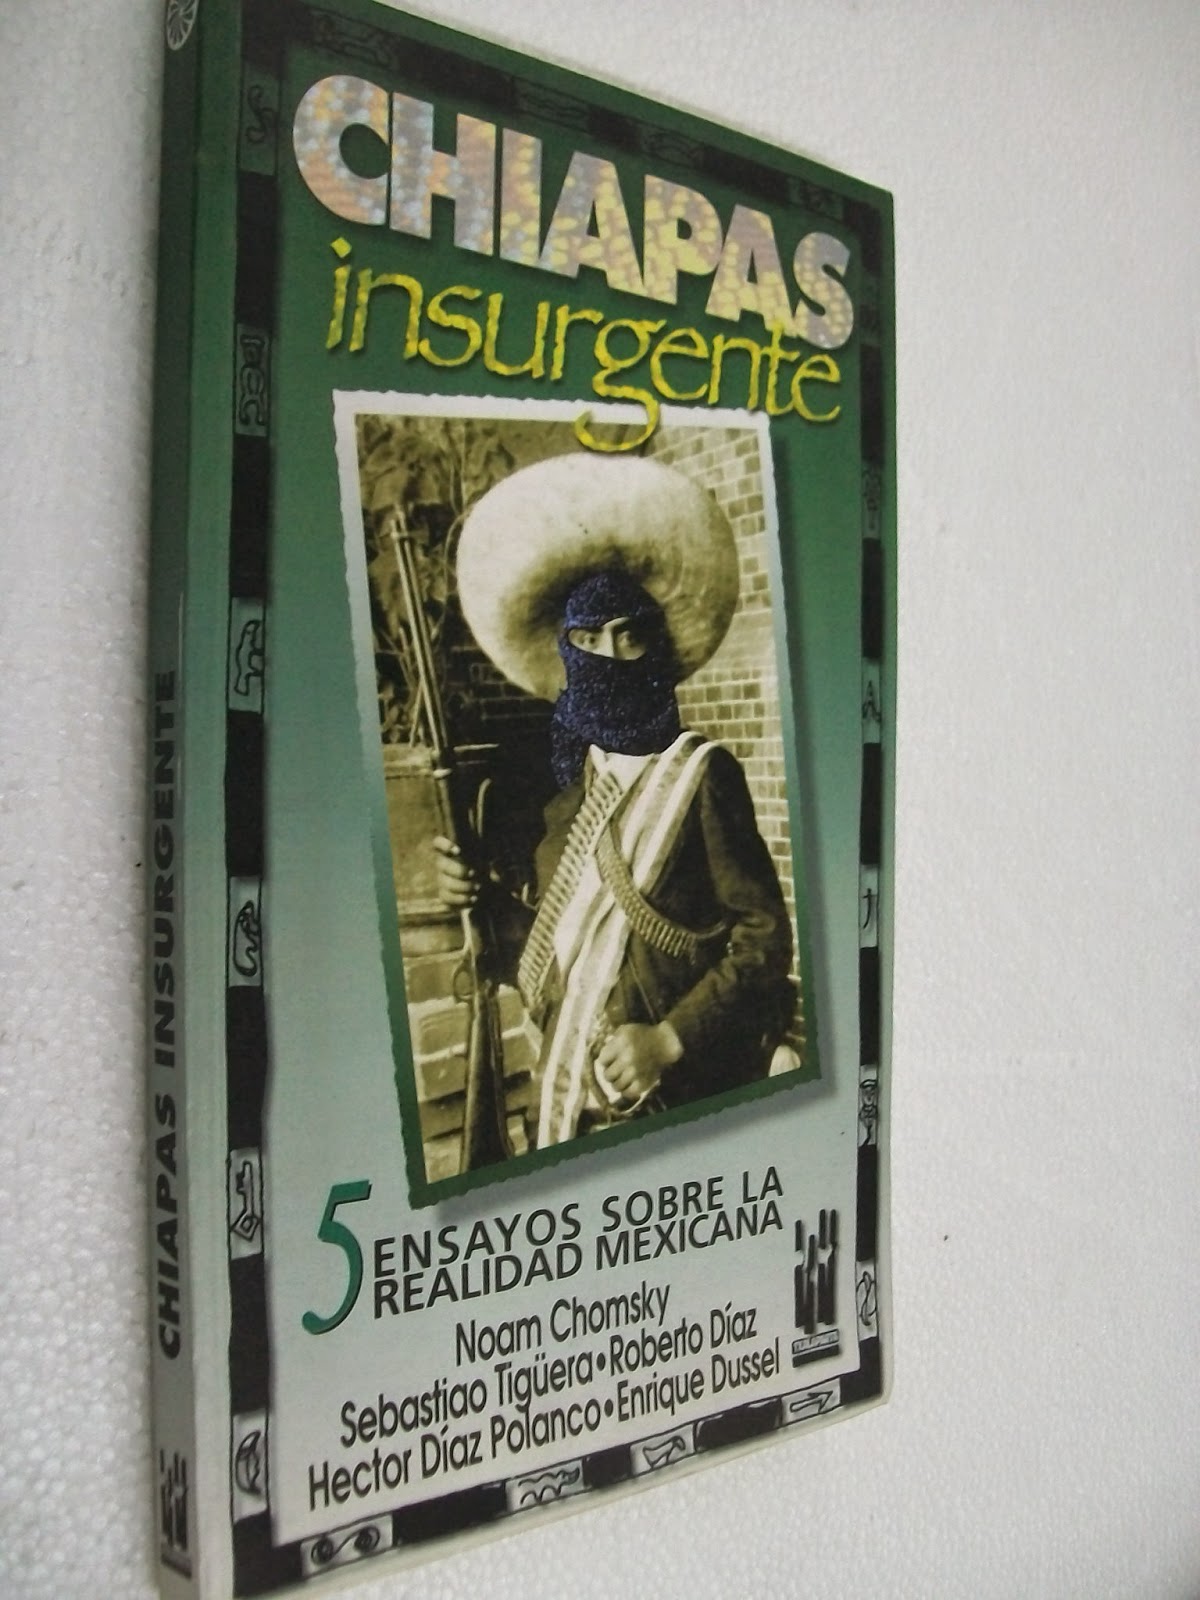 CHIAPAS
insurgente
5 ENSAYOS SOBRE LA
REALIDAD MEXICANA
Noam Chomsky
Sebastiao Tigüera • Roberto Díaz
Hector Díaz Polanco • Enrique Dussel
TXALAPARTA
CHIAPAS INSURGENTE